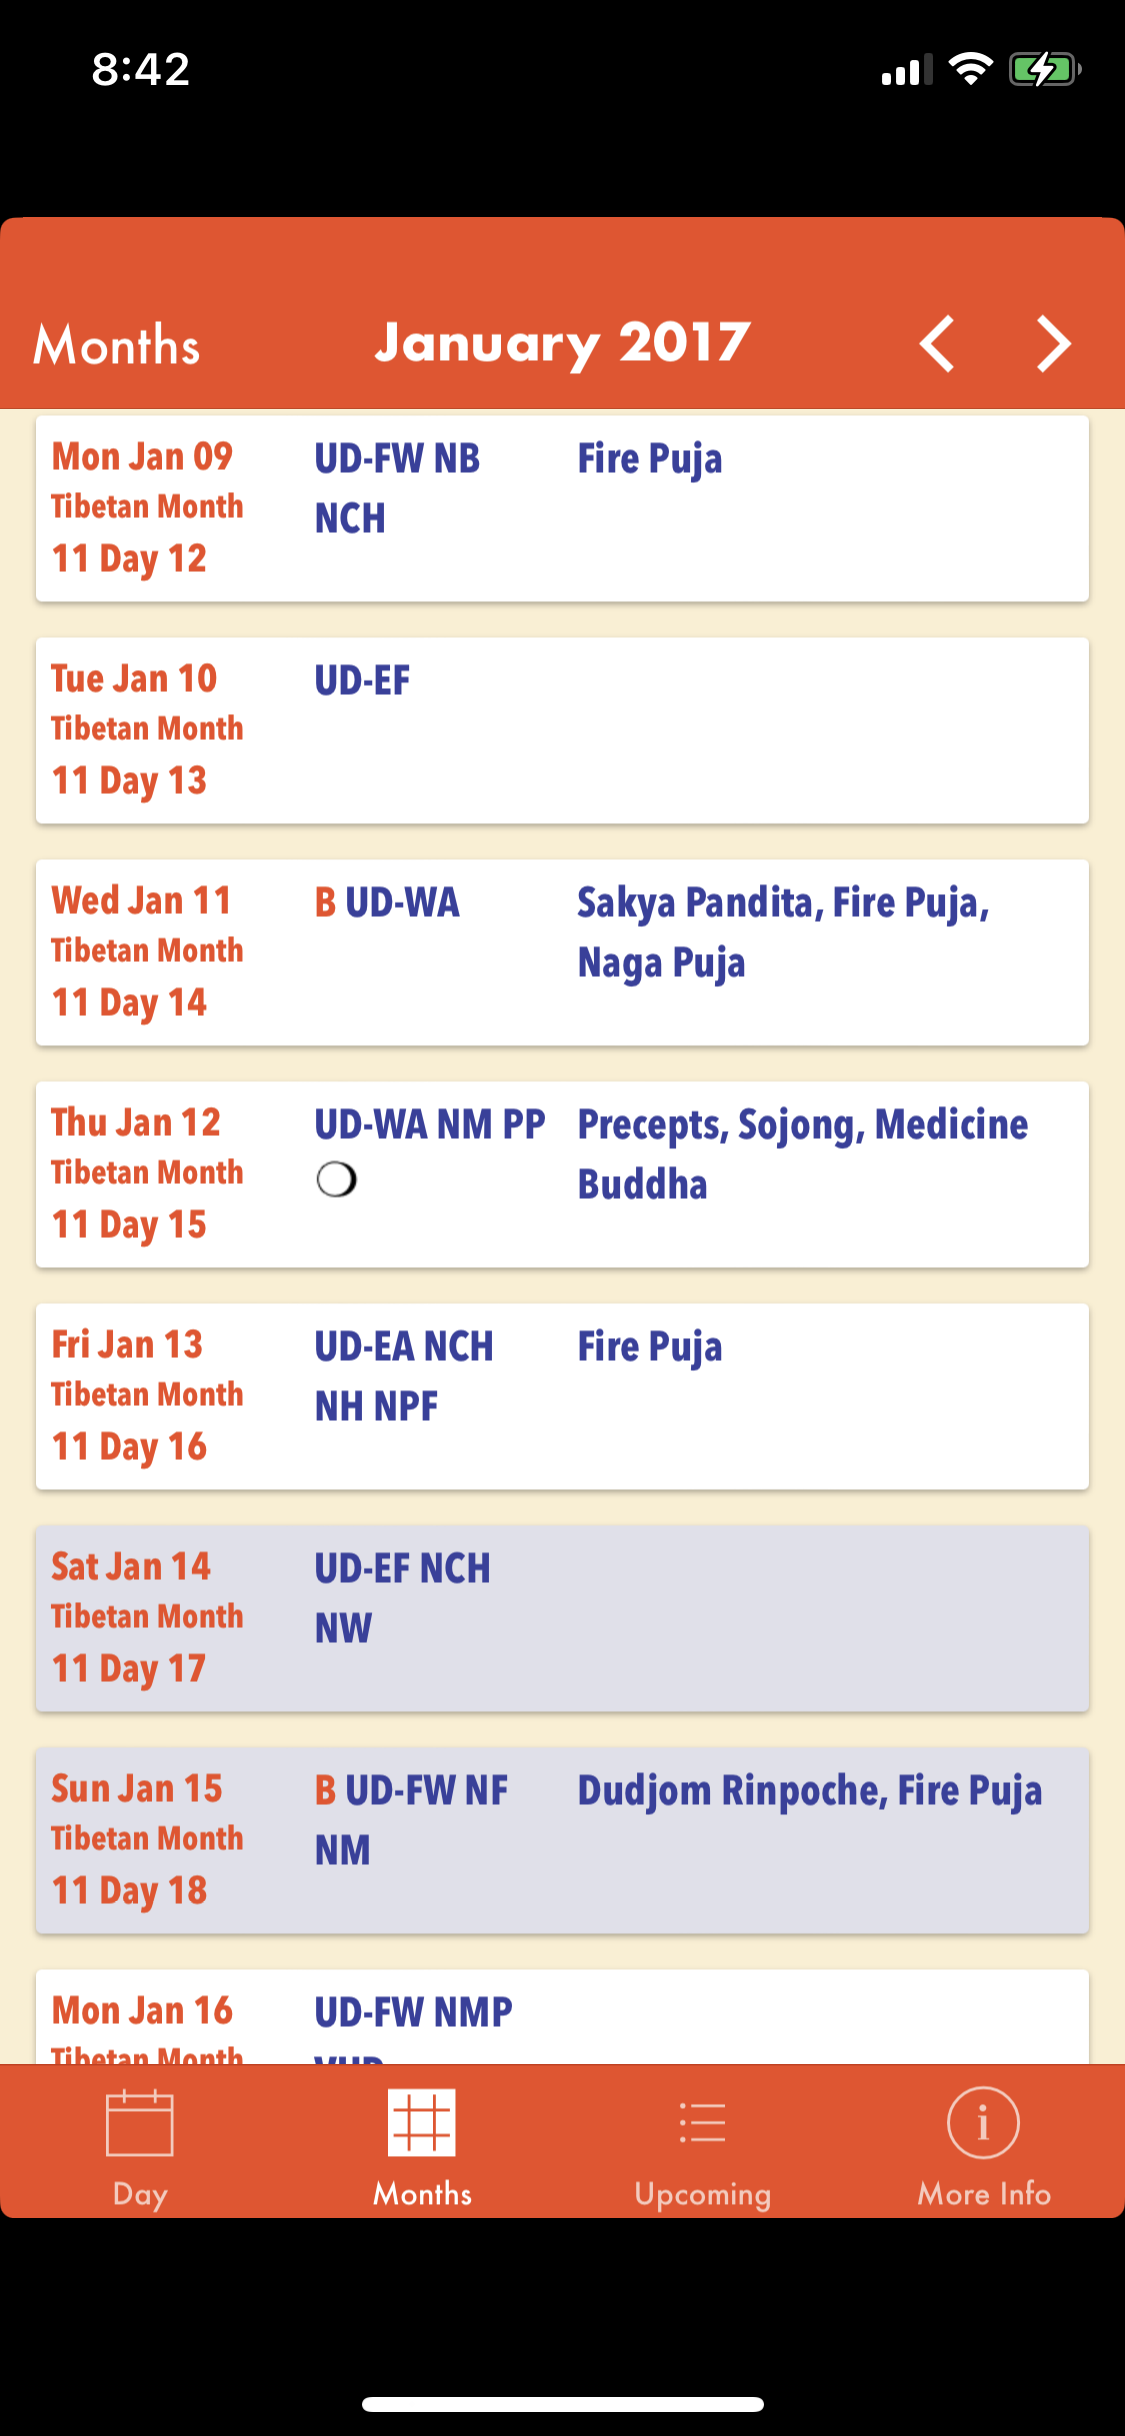 8:42
Months
January 2017
Mon Jan 09
Tibetan Month
11 Day 12
UD-FW NB
NCH
Fire Puja
Tue Jan 10
Tibetan Month
11 Day 13
UD-EF
Wed Jan 11
Tibetan Month
11 Day 14
B UD-WA
Sakya Pandita, Fire Puja,
Naga Puja
Thu Jan 12
Tibetan Month
11 Day 15
UD-WA NM PP
Precepts, Sojong, Medicine
Buddha
Fri Jan 13
Tibetan Month
11 Day 16
UD-EA NCH
NH NPF
Fire Puja
Sat Jan 14
Tibetan Month
11 Day 17
UD-EF NCH
NW
Sun Jan 15
Tibetan Month
11 Day 18
B UD-FW NF
NM
Dudjom Rinpoche, Fire Puja
Mon Jan 16
Tibetan Month
UD-FW NMP
Day
Months
Upcoming
More Info